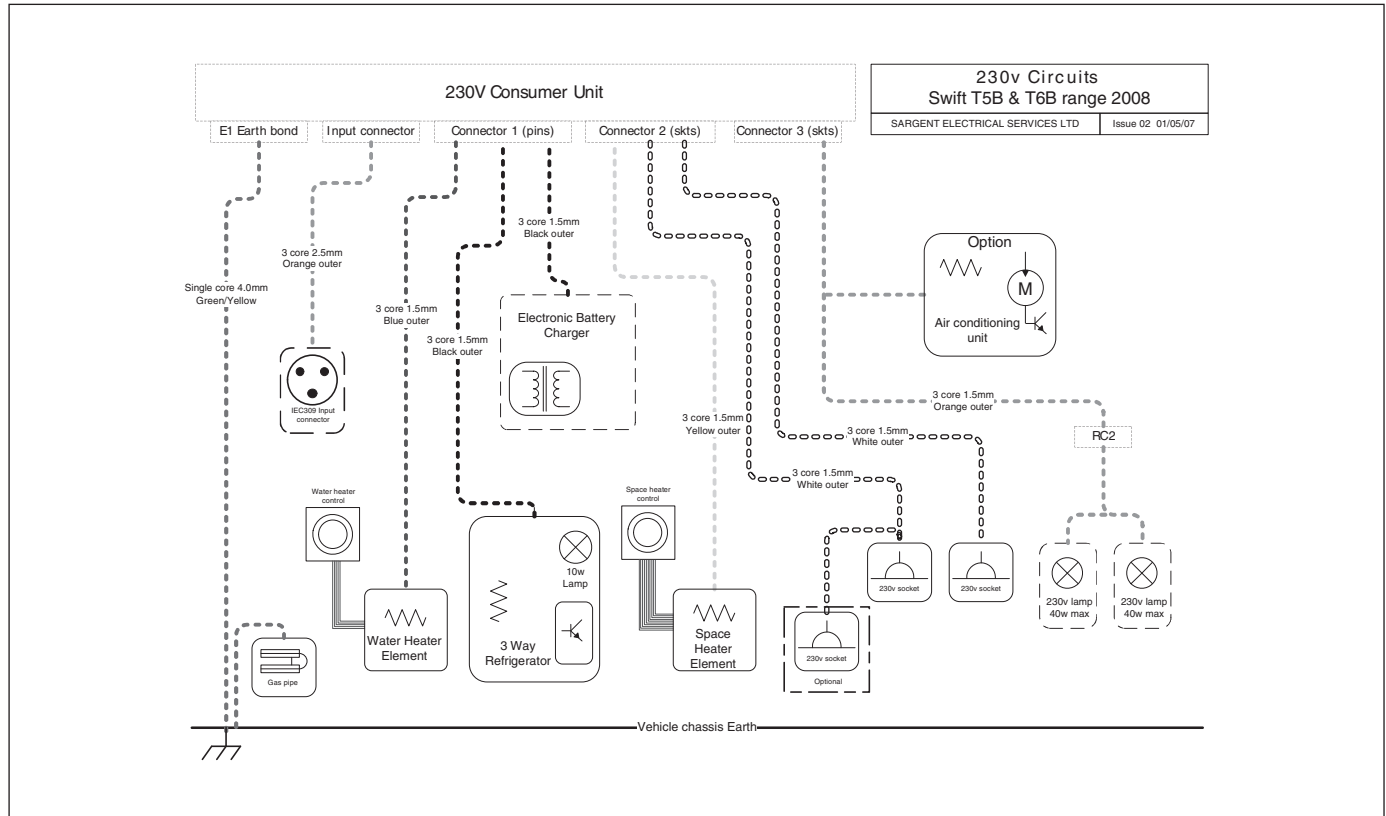 230v Circuits
Swift T5B & T6B range 2008
SARGENT ELECTRICAL SERVICES LTD
Issue 02 01/05/07
230V Consumer Unit
E1 Earth bond
Input connector
Connector 1 (pins)
Connector 2 (skts)
Connector 3 (skts)
3 core 1.5mm
Black outer
Option
M
Air conditioning
unit
3 core 2.5mm
Orange outer
Single core 4.0mm
Green/Yellow
3 core 1.5mm
Blue outer
3 core 1.5mm
Black outer
Electronic Battery
Charger
IEC309 Input
connector
3 core 1.5mm
Yellow outer
3 core 1.5mm
Orange outer
3 core 1.5mm
White outer
RC2
3 core 1.5mm
White outer
Water heater
control
Space heater
control
10w
Lamp
230v socket
230v socket
230v lamp
40w max
230v lamp
40w max
Water Heater
Element
3 Way
Refrigerator
Space
Heater
Element
230v socket
Optional
Gas pipe
Vehicle chassis Earth